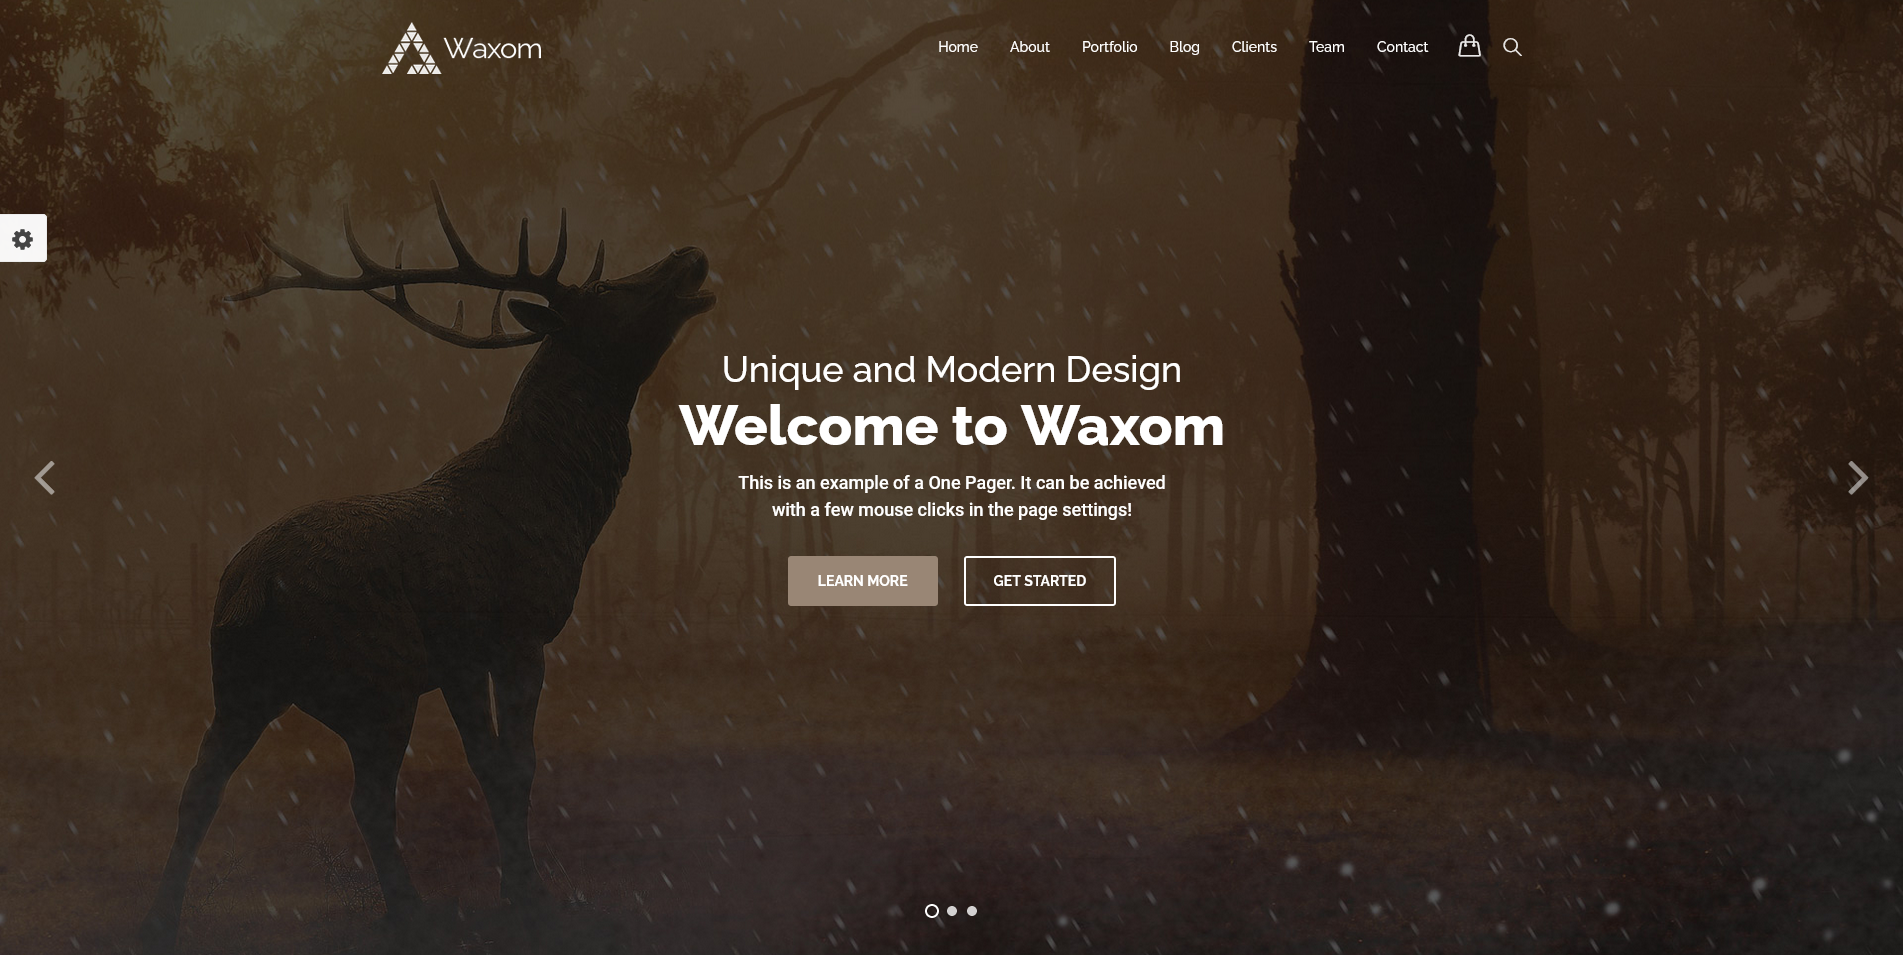 Waxom
Home About Portfolio Blog Clients Team Contact
Unique and Modern Design
Welcome to Waxom
This is an example of a One Pager. It can be achieved
with a few mouse clicks in the page settings!
LEARN MORE GET STARTED